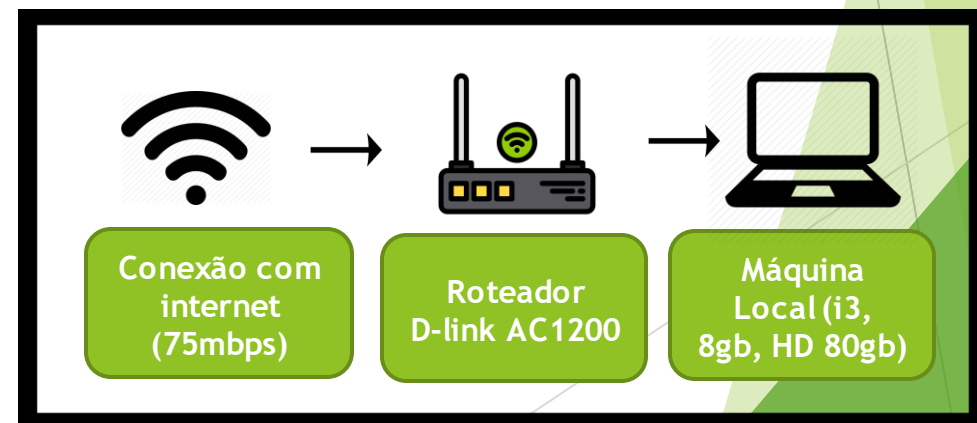 Conexão com
internet
(75mbps)
Roteador
D-link AC1200
Máquina
Local (i3,
8gb, HD 80gb)